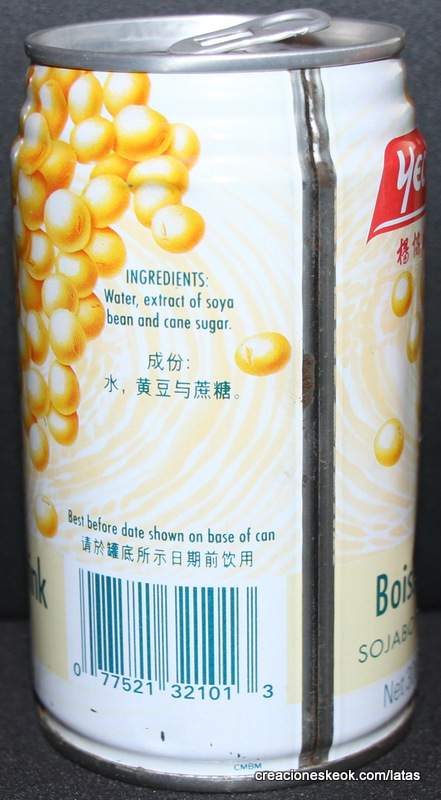 INGREDIENTS:
Water, extract of soya
bean and cane sugar.
成份：
水，黄豆与蔗糖。
Best before date shown on base of can
请於罐底所示日期前饮用
0 77521 32101 3
CMBM
SOJABO
Net
creacioneskeok.com/latas